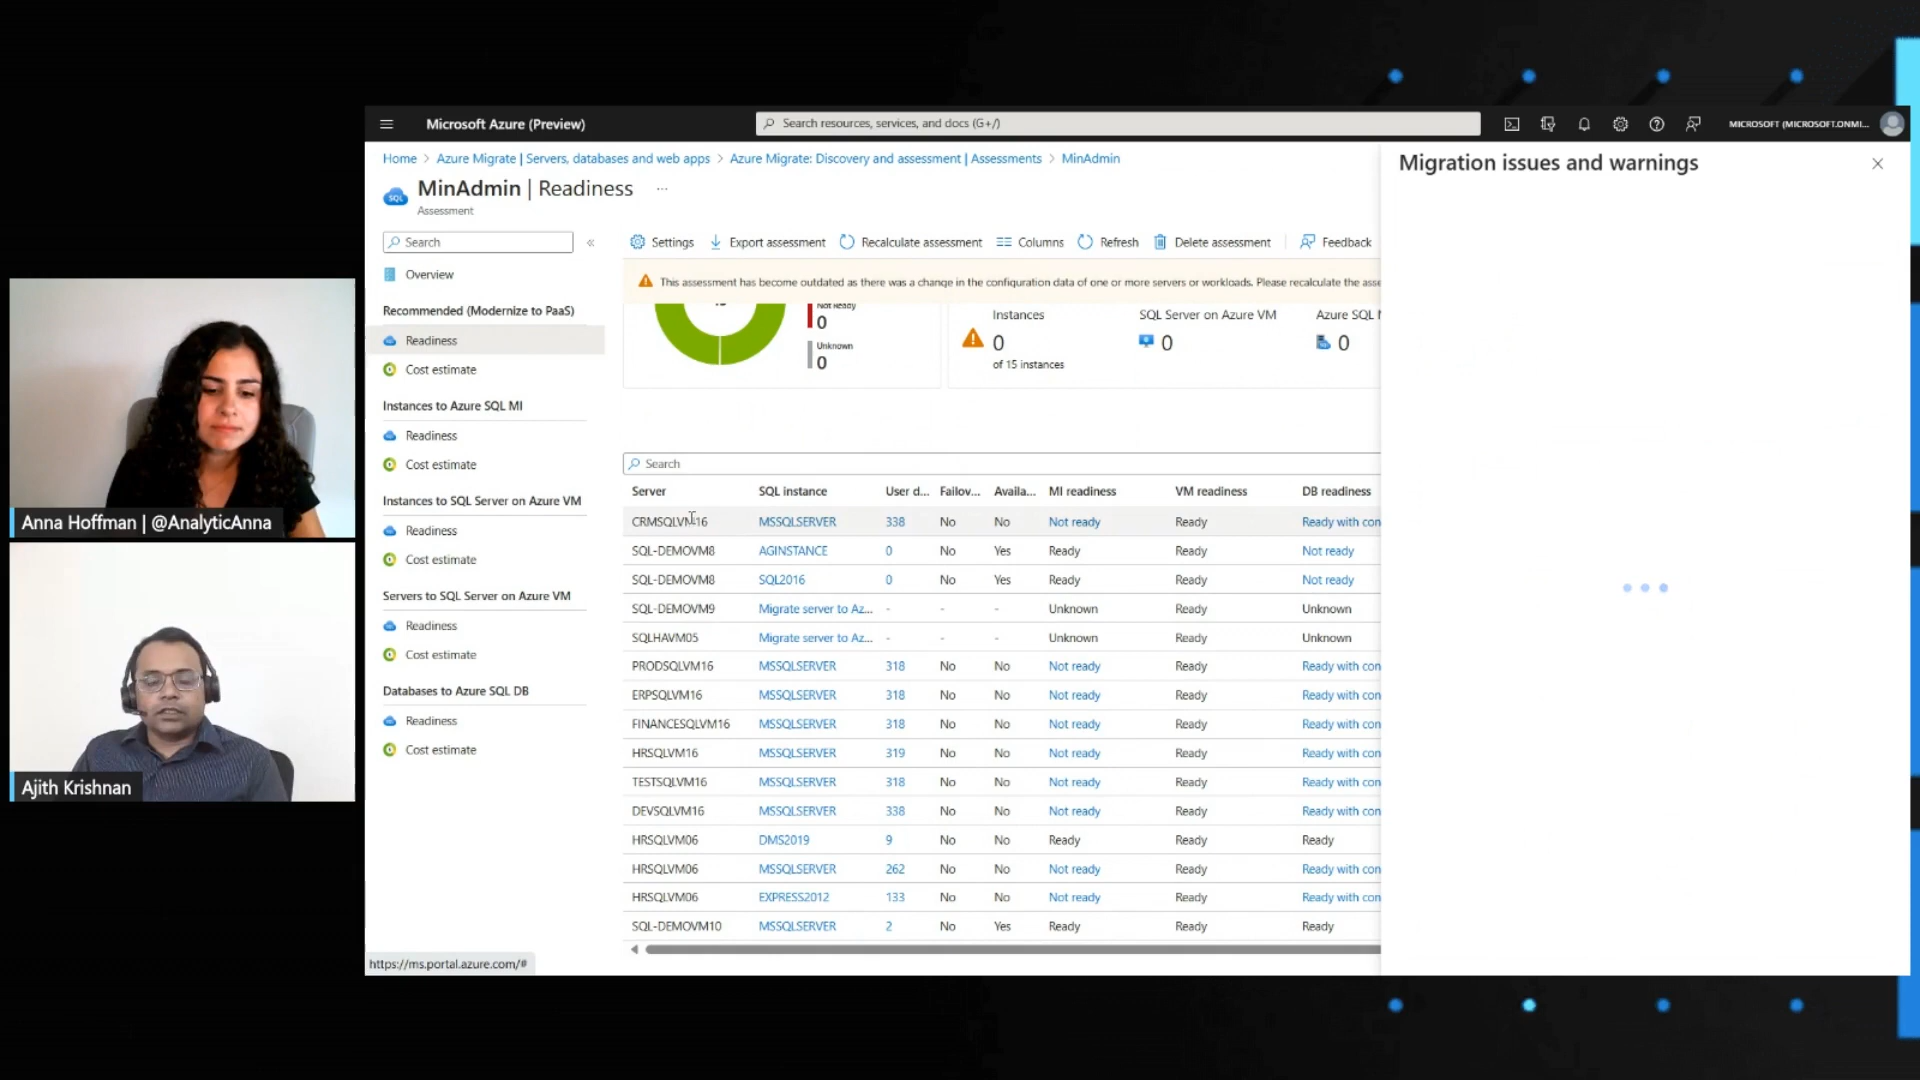 Microsoft Azure (Preview)
Search resources, services, and docs (G+/)
MICROSOFT (MICROSOFT.ONMI...
Home > Azure Migrate | Servers, databases and web apps > Azure Migrate: Discovery and assessment | Assessments > MinAdmin
MinAdmin | Readiness ...
Assessment
Search
«
Overview
Recommended (Modernize to PaaS)
Readiness
Cost estimate
Instances to Azure SQL MI
Readiness
Cost estimate
Instances to SQL Server on Azure VM
Readiness
Cost estimate
Servers to SQL Server on Azure VM
Readiness
Cost estimate
Databases to Azure SQL DB
Readiness
Cost estimate
Settings Export assessment Recalculate assessment Columns Refresh Delete assessment Feedback
This assessment has become outdated as there was a change in the configuration data of one or more servers or workloads. Please recalculate the asse
Not Ready
0
Unknown
0
Instances
0
of 15 instances
SQL Server on Azure VM
0
Azure SQL
0
Search
Server SQL instance User d... Failov... Availa... MI readiness VM readiness DB readiness
CRMSQLVM16 MSSQLSERVER 338 No No Not ready Ready Ready with con
SQL-DEMOVM8 AGINSTANCE 0 No Yes Ready Ready Not ready
SQL-DEMOVM8 SQL2016 0 No Yes Ready Ready Not ready
SQL-DEMOVM9 Migrate server to Az... - - - Unknown Ready Unknown
SQLHAVM05 Migrate server to Az... - - - Unknown Ready Unknown
PRODSQLVM16 MSSQLSERVER 318 No No Not ready Ready Ready with con
ERPSQLVM16 MSSQLSERVER 318 No No Not ready Ready Ready with con
FINANCESQLVM16 MSSQLSERVER 318 No No Not ready Ready Ready with con
HRSQLVM16 MSSQLSERVER 319 No No Not ready Ready Ready with con
TESTSQLVM16 MSSQLSERVER 318 No No Not ready Ready Ready with con
DEVSQLVM16 MSSQLSERVER 338 No No Not ready Ready Ready with con
HRSQLVM06 DMS2019 9 No No Ready Ready Ready
HRSQLVM06 MSSQLSERVER 262 No No Not ready Ready Ready with con
HRSQLVM06 EXPRESS2012 133 No No Not ready Ready Ready with con
SQL-DEMOVM10 MSSQLSERVER 2 No Yes Ready Ready Ready
https://ms.portal.azure.com/#
Migration issues and warnings
Anna Hoffman | @AnalyticAnna
Ajith Krishnan
SQL